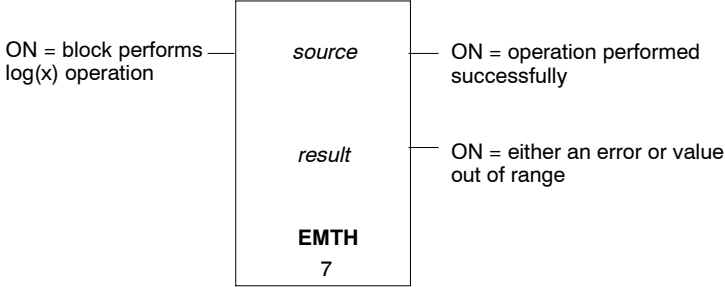 ON = block performs
log(x) operation
source
ON = operation performed
successfully
result
ON = either an error or value
out of range
EMTH
7